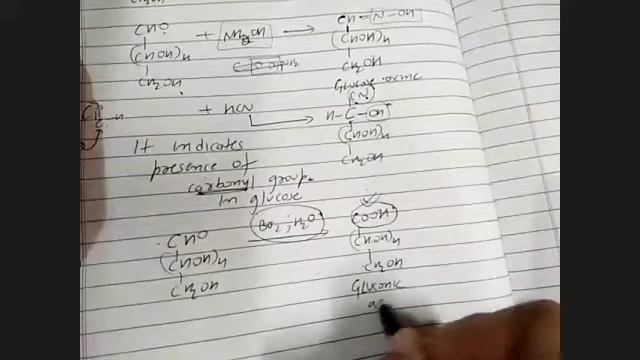 CHO + NH2OH → CH=N-OH
(CHOH)4 (CHOH)4
CH2OH CH2OH
Glucose oxime
+ HCN → CN
H-C-OH
(CHOH)4
CH2OH
It indicates
presence of
carbonyl group.
In glucose
CHO Br2, H2O COOH
(CHOH)4 (CHOH)4
CH2OH CH2OH
Gluconic